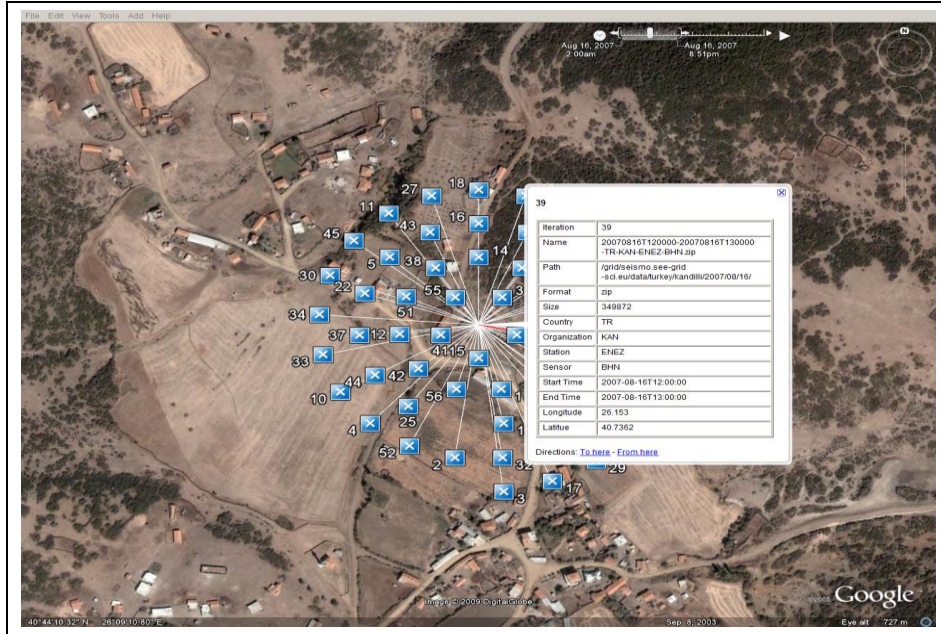 File Edit View Tools Add Help
Aug 16, 2007
2:00am
Aug 16, 2007
8:51pm
N
18
27
11
16
43
45
14
5
38
30
22
55
3
51
34
37
12
33
41
15
44
42
10
56
1
25
4
1
52
2
32
29
17
3
39
Iteration 39
Name 20070816T120000-20070816T130000
-TR-KAN-ENEZ-BHN.zip
Path /grid/seismo.see-grid
-sci.eu/data/turkey/kandilli/2007/08/16/
Format zip
Size 349872
Country TR
Organization KAN
Station ENEZ
Sensor BHN
Start Time 2007-08-16T12:00:00
End Time 2007-08-16T13:00:00
Longitude 26.153
Latitue 40.7362
Directions: To here - From here
Image © 2009 DigitalGlobe
©2008 Google
40°44'10.32" N 26°09'10.80" E
Sep. 8, 2003
Eye alt 727 m